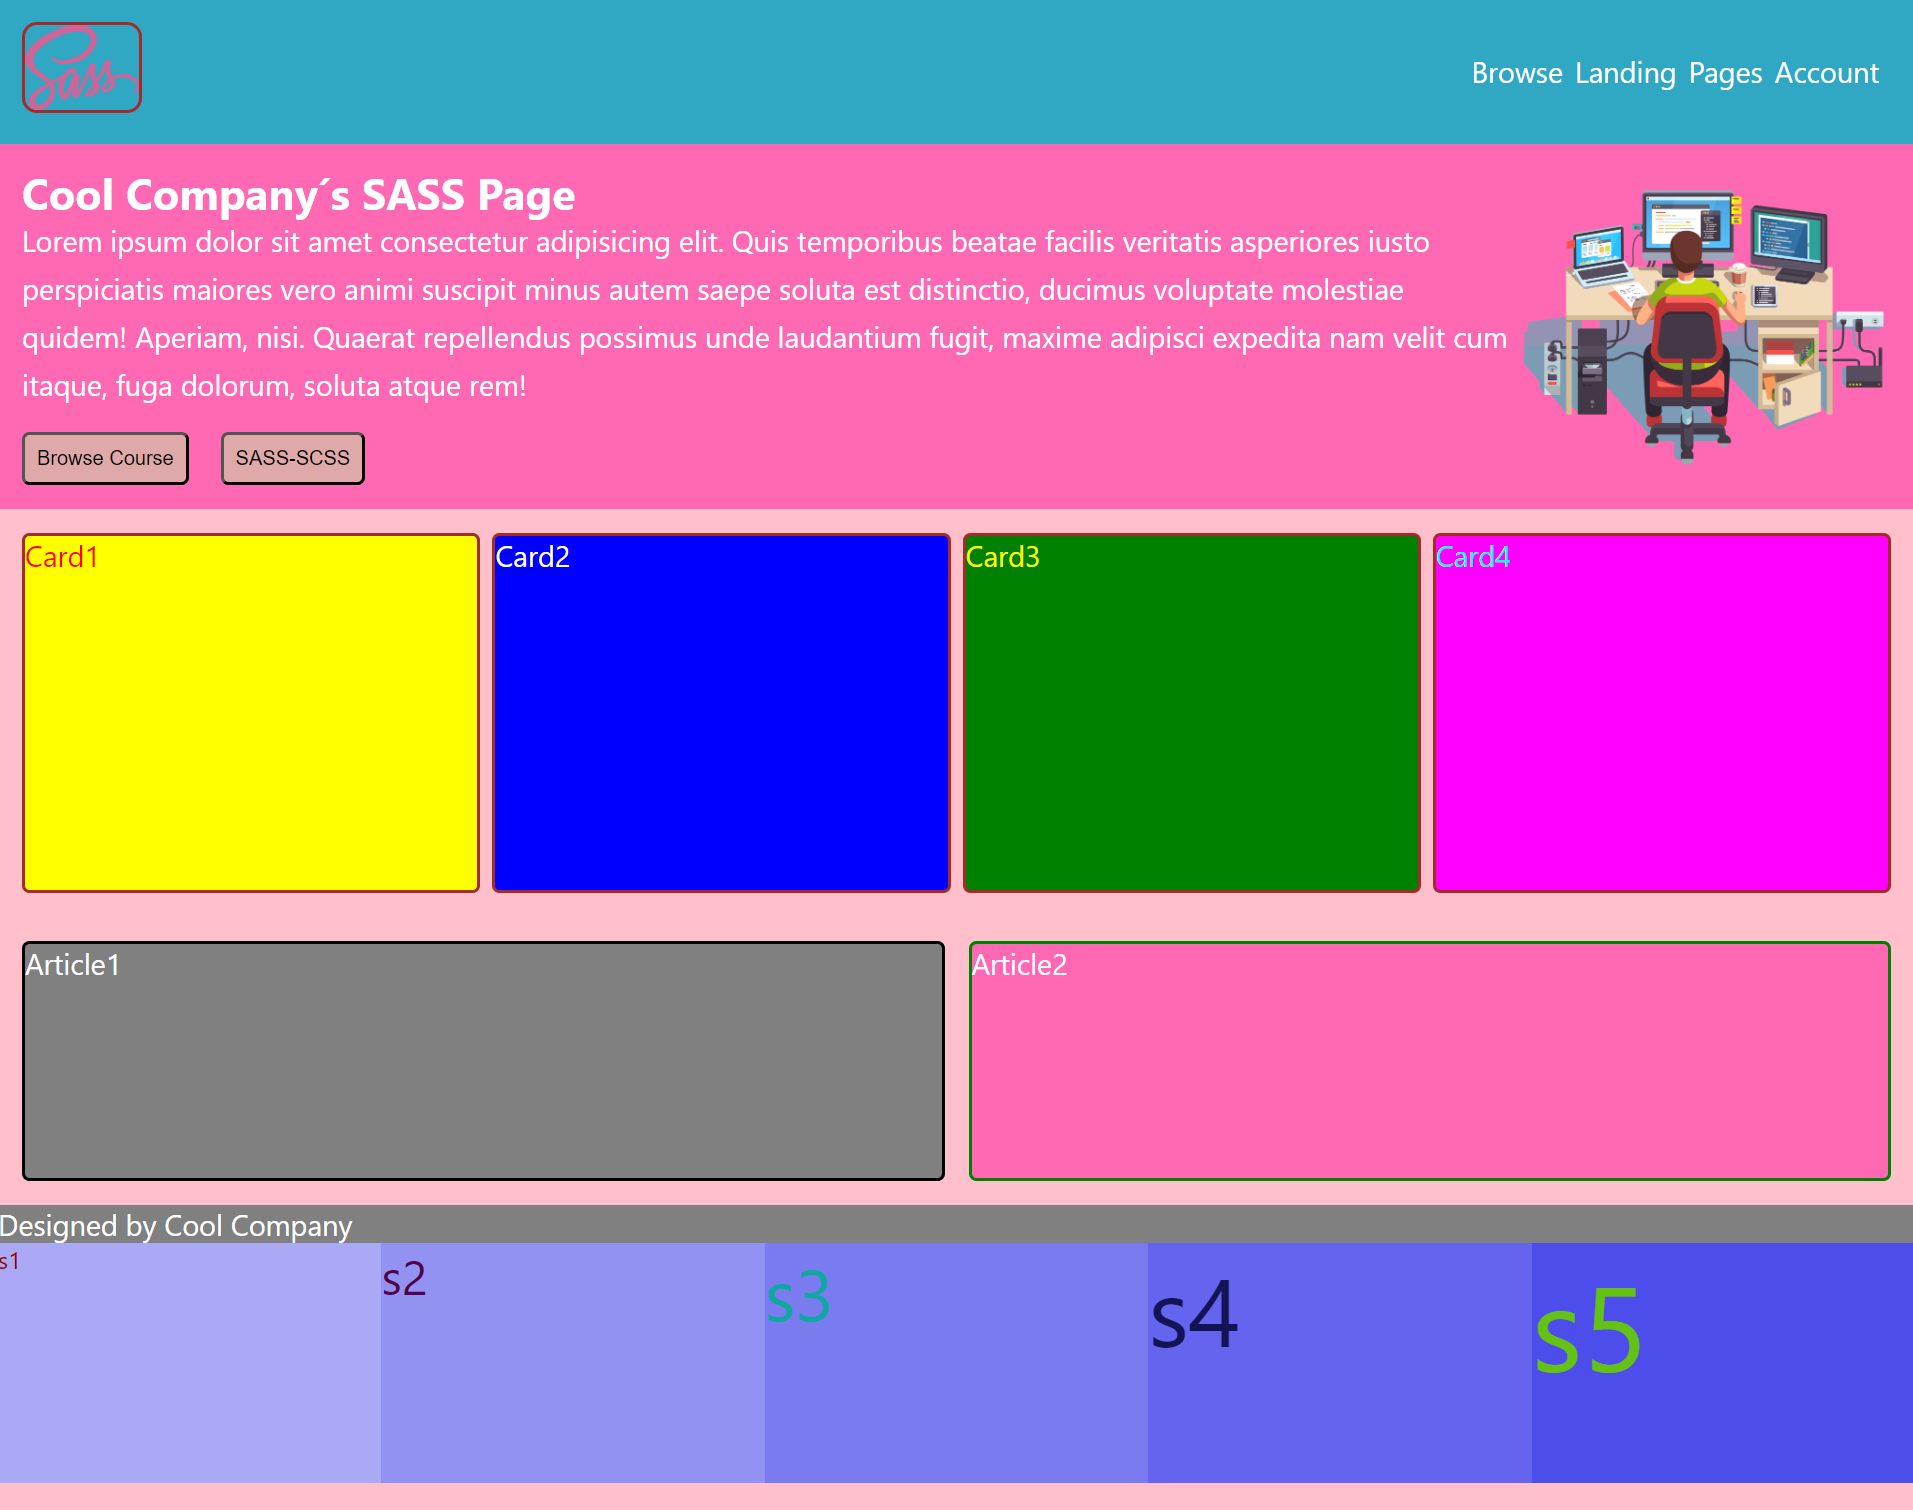 Sass
Browse Landing Pages Account
Cool Company´s SASS Page
Lorem ipsum dolor sit amet consectetur adipisicing elit. Quis temporibus beatae facilis veritatis asperiores iusto
perspiciatis maiores vero animi suscipit minus autem saepe soluta est distinctio, ducimus voluptate molestiae
quidem! Aperiam, nisi. Quaerat repellendus possimus unde laudantium fugit, maxime adipisci expedita nam velit cum
itaque, fuga dolorum, soluta atque rem!
Browse Course SASS-SCSS
Card1 Card2 Card3 Card4
Article1 Article2
Designed by Cool Company
s1 s2 s3 s4 s5